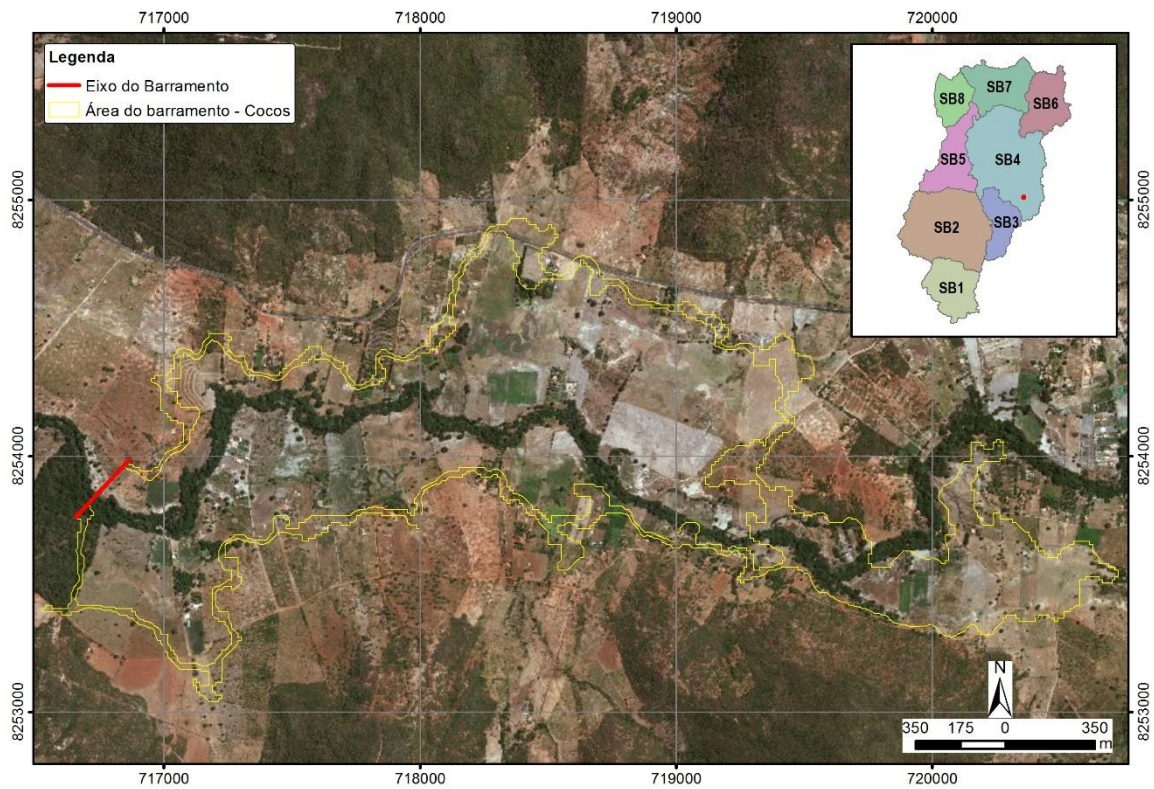 717000 718000 719000 720000
Legenda
Eixo do Barramento
Área do barramento - Cocos
SB8
SB7
SB6
SB5
SB4
SB2
SB3
SB1
8255000 8255000
8254000 8254000
8253000 8253000
N
350 175 0 350
m
717000 718000 719000 720000